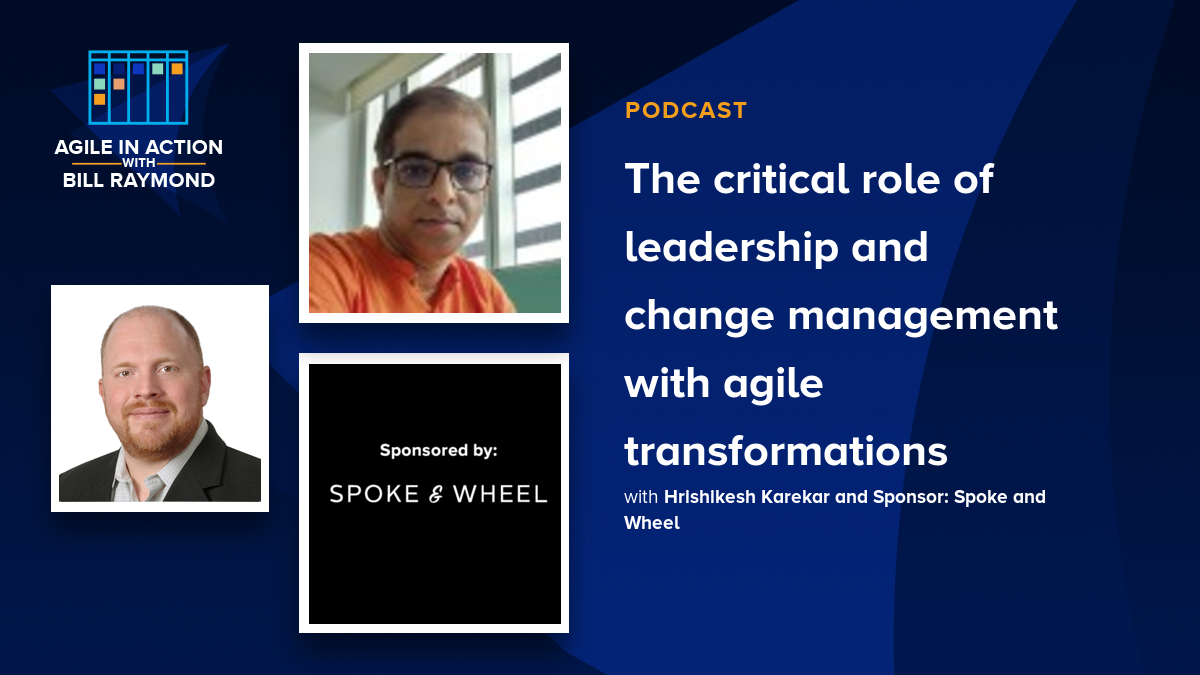 AGILE IN ACTION
WITH
BILL RAYMOND
Sponsored by:
SPOKE & WHEEL
PODCAST
The critical role of
leadership and
change management
with agile
transformations
with Hrishikesh Karekar and Sponsor: Spoke and
Wheel